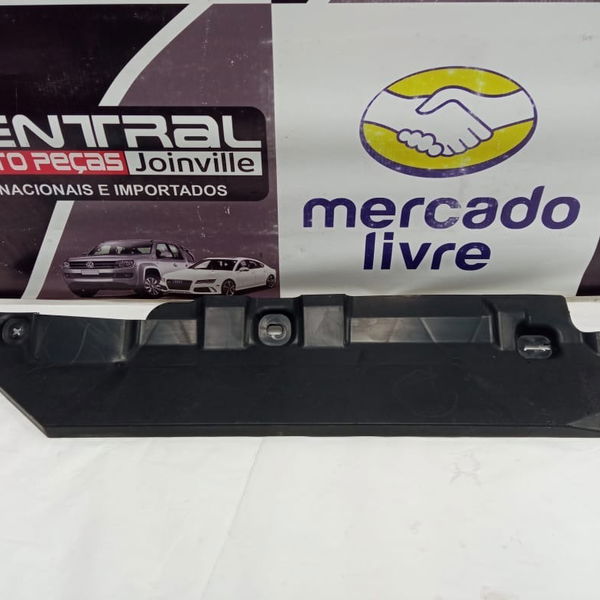 ENTRAL
TO PEÇAS Joinville
NACIONAIS E IMPORTADOS
mercado
livre